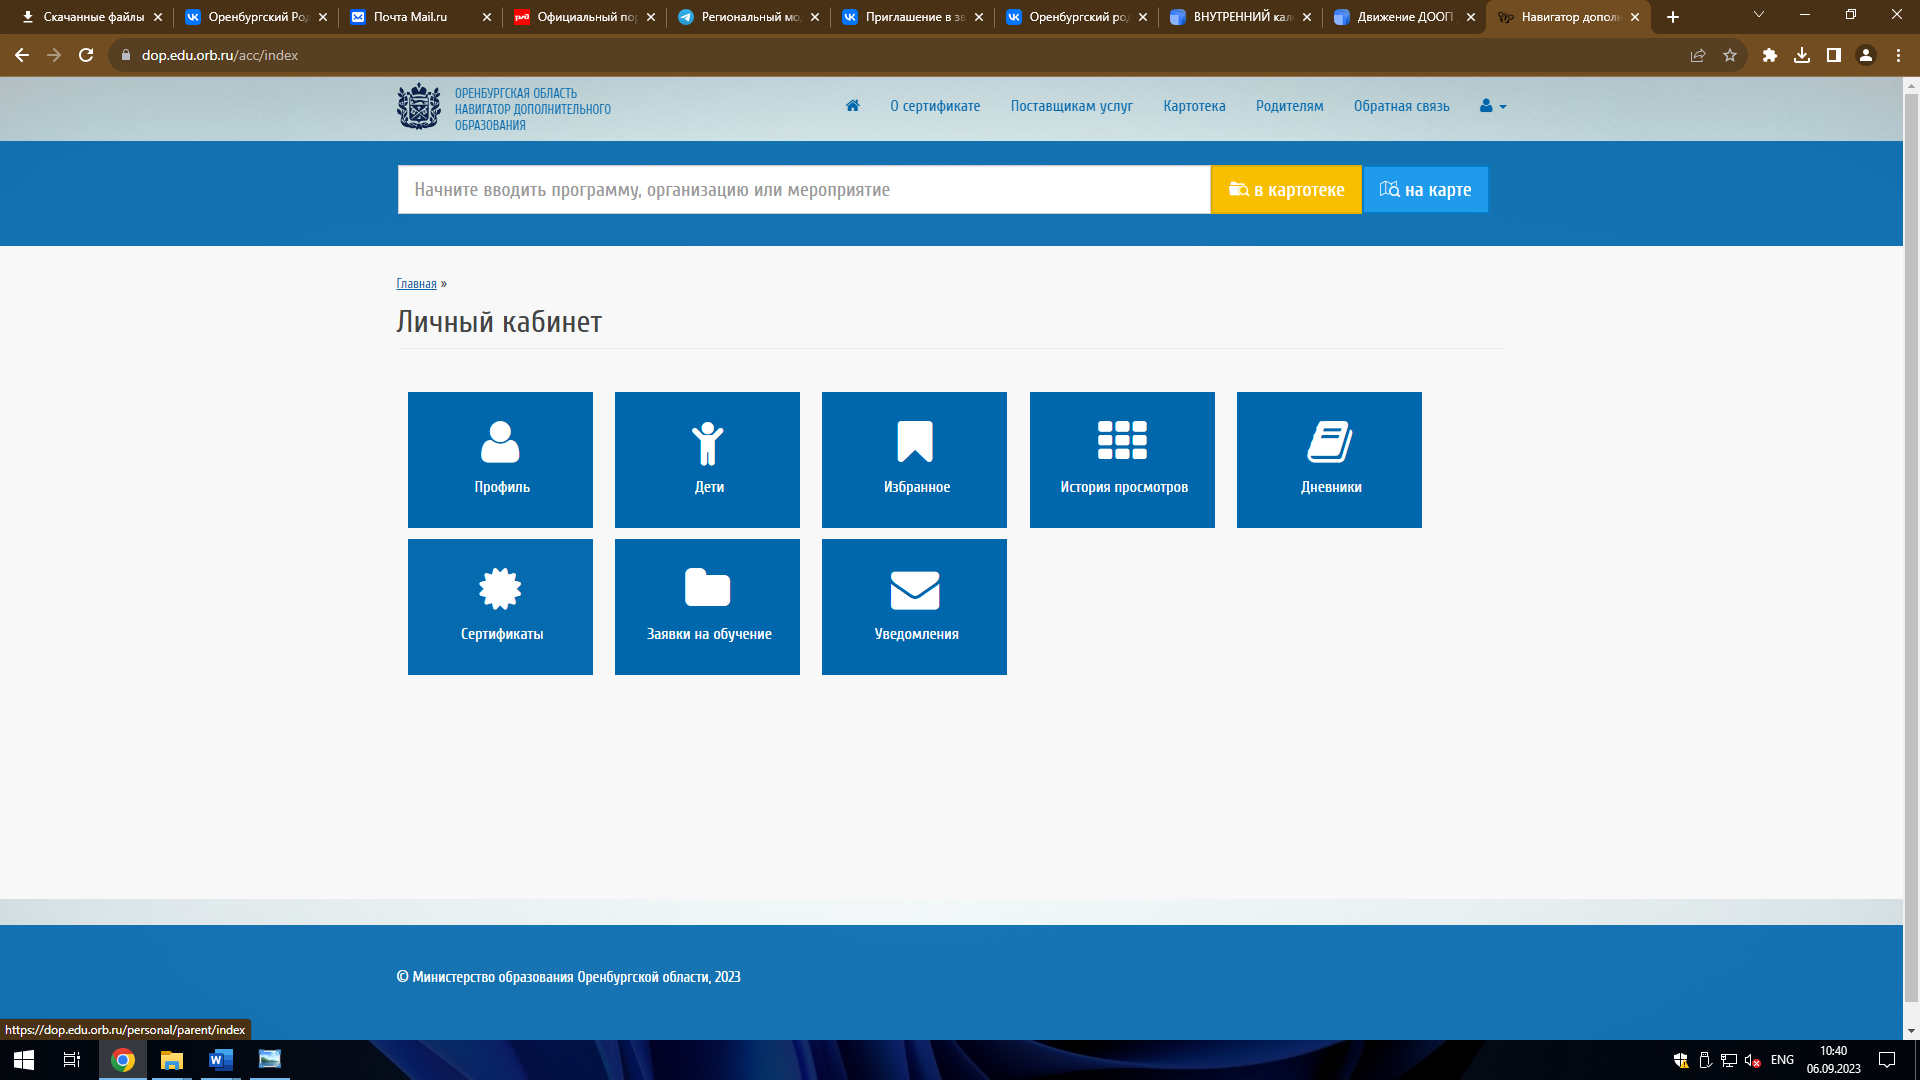 Скачанные файлы
Оренбургский Ро
Почта Mail.ru
Официальный по
Региональный мо
Приглашение в зв
Оренбургский ро
ВНУТРЕННИЙ кал
Движение ДООП
Навигатор допол
dop.edu.orb.ru/acc/index
ОРЕНБУРГСКАЯ ОБЛАСТЬ
НАВИГАТОР ДОПОЛНИТЕЛЬНОГО
ОБРАЗОВАНИЯ
О сертификате
Поставщикам услуг
Картотека
Родителям
Обратная связь
Начните вводить программу, организацию или мероприятие
в картотеке
на карте
Главная »
Личный кабинет
Профиль
Дети
Избранное
История просмотров
Дневники
Сертификаты
Заявки на обучение
Уведомления
© Министерство образования Оренбургской области, 2023
https://dop.edu.orb.ru/personal/parent/index
ENG
10:40
06.09.2023